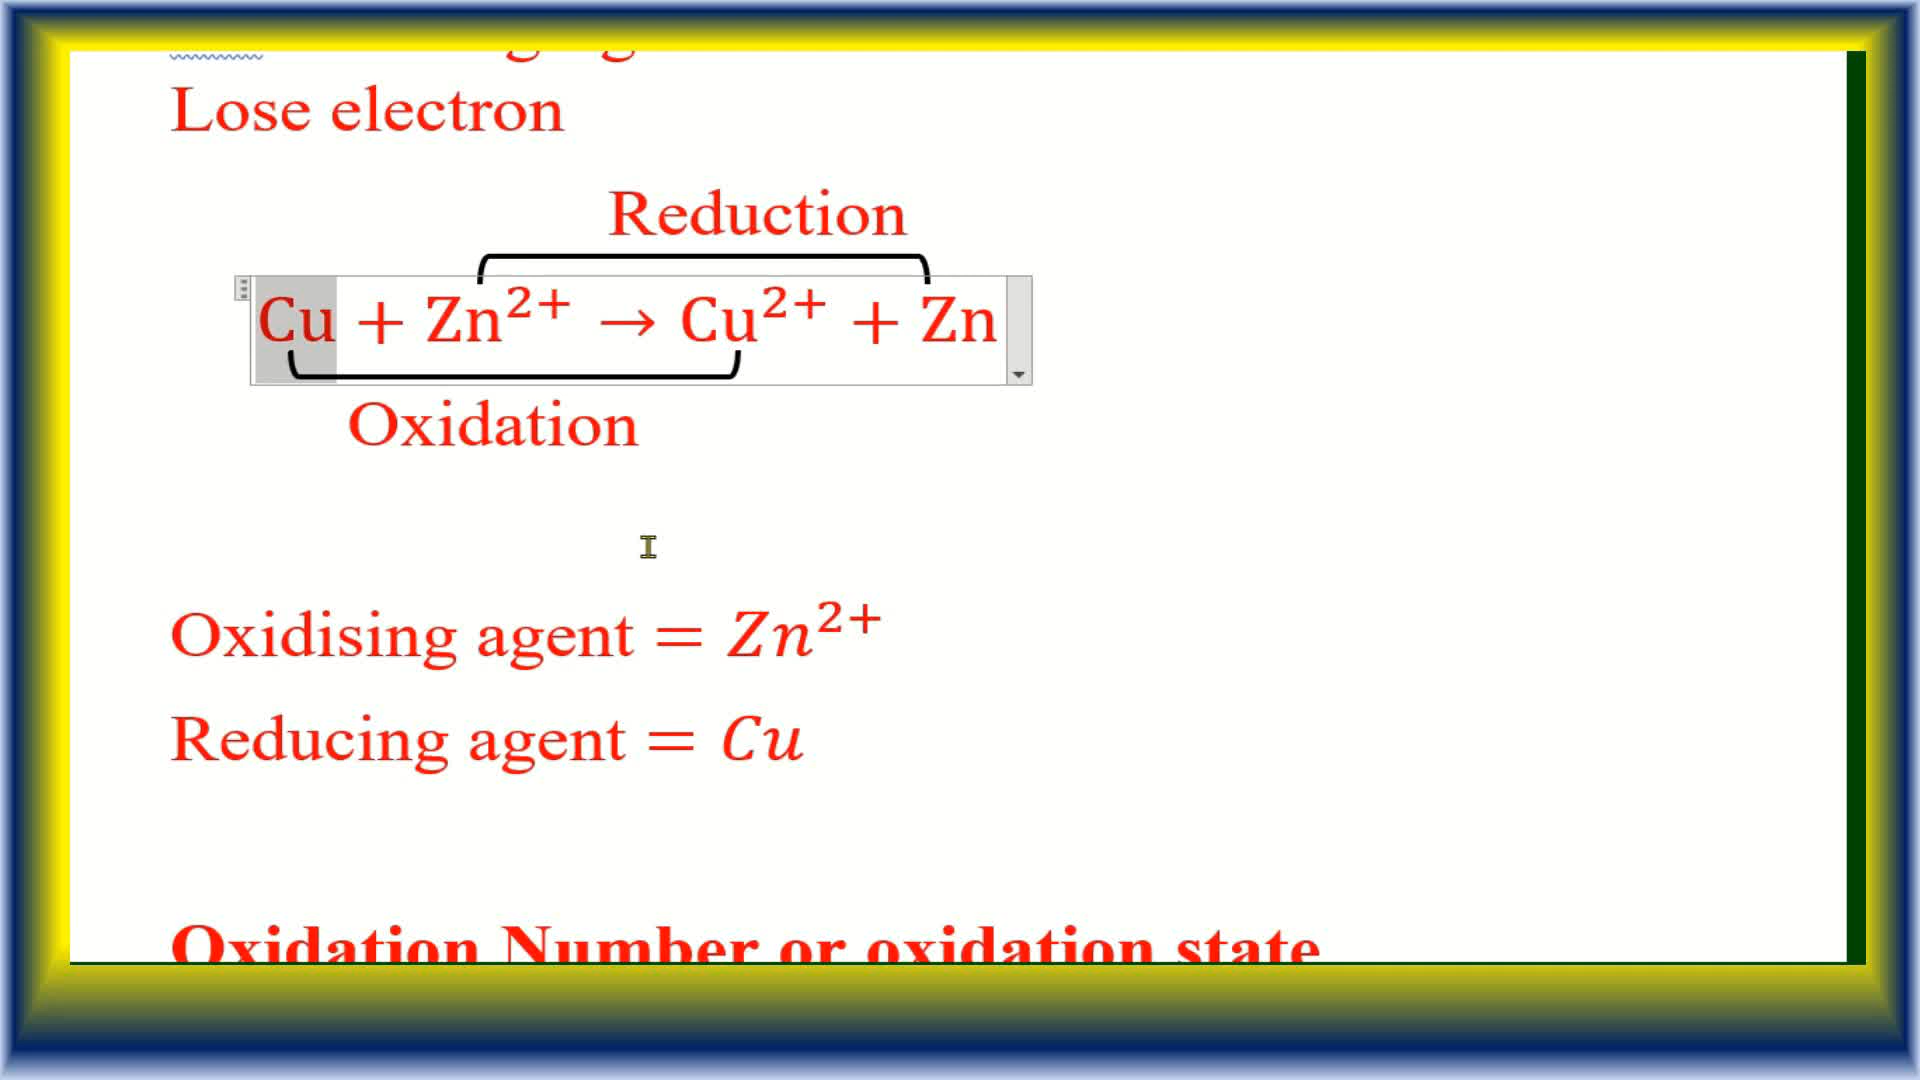 Lose electron
Reduction
Cu + Zn²⁺ → Cu²⁺ + Zn
Oxidation
Oxidising agent = Zn²⁺
Reducing agent = Cu
Oxidation Number or oxidation state